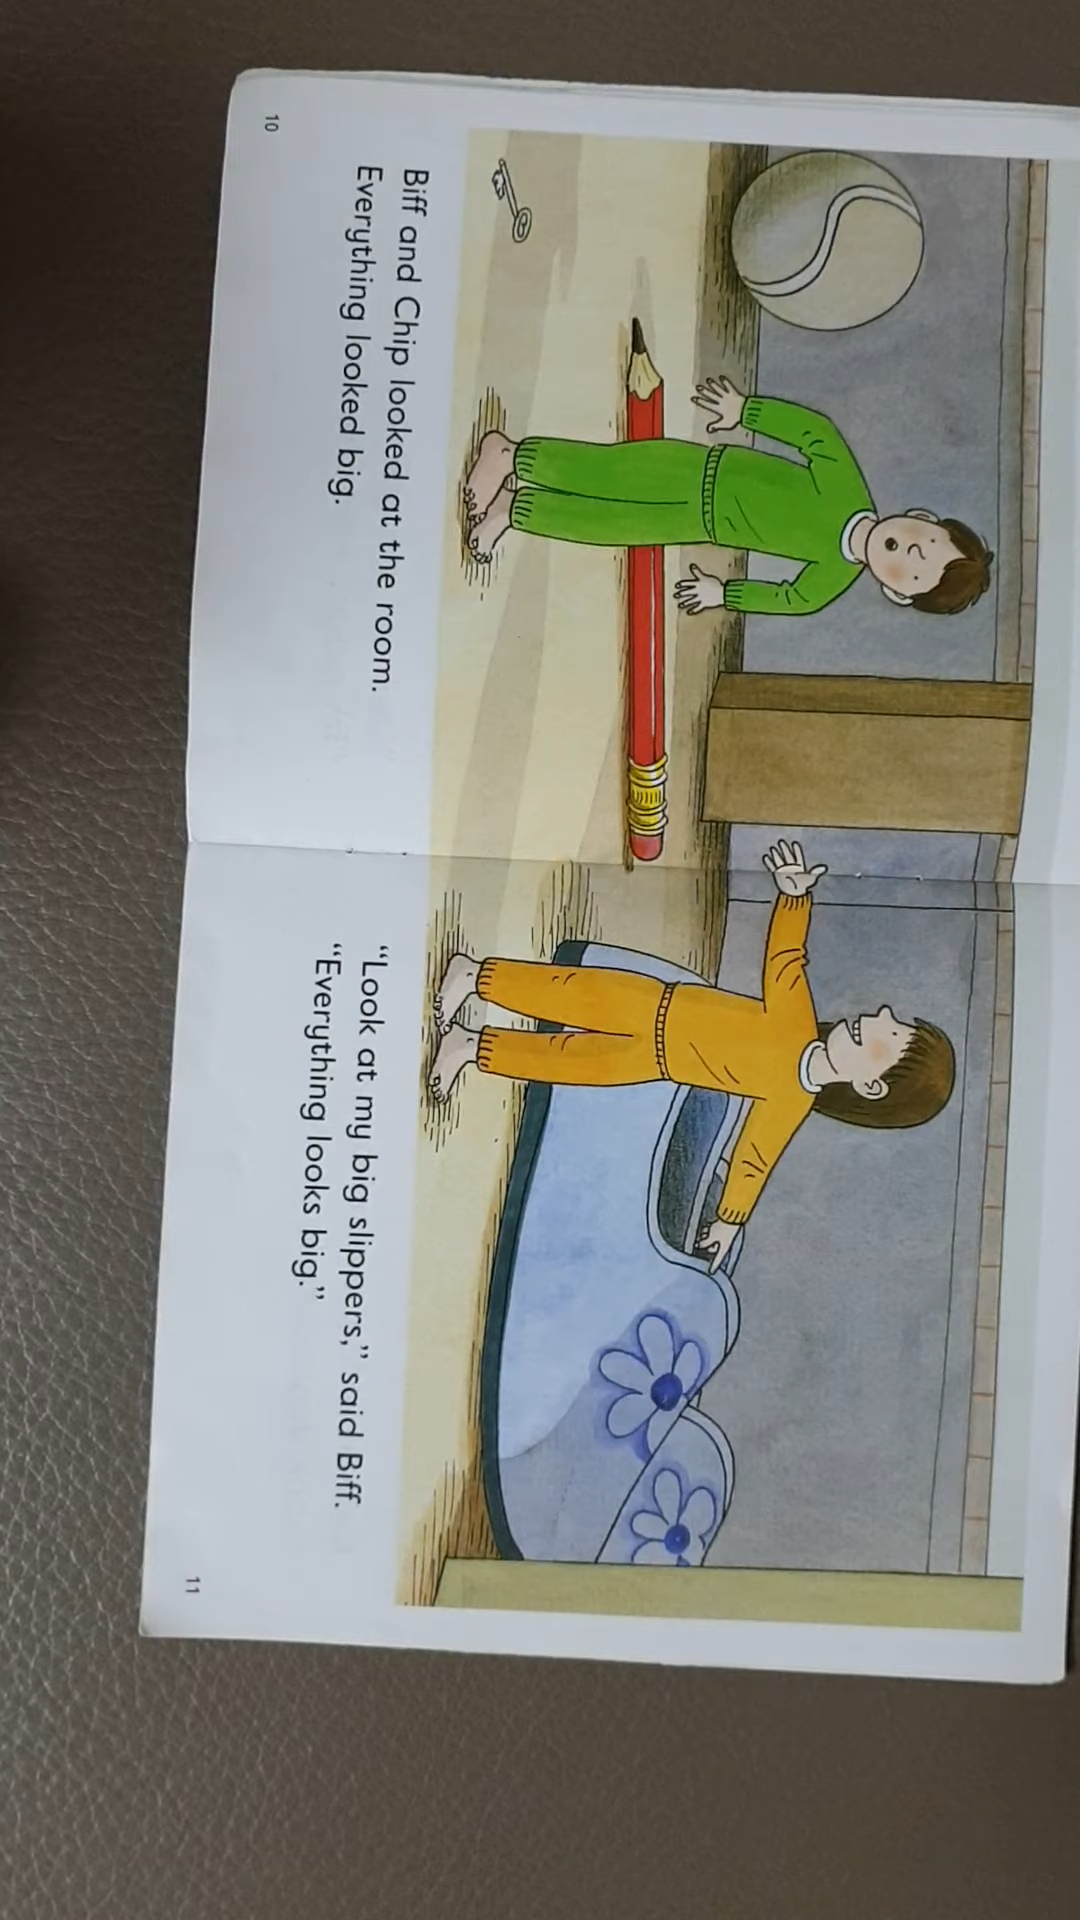 Biff and Chip looked at the room.
Everything looked big.
10
“Look at my big slippers,” said Biff.
“Everything looks big.”
11